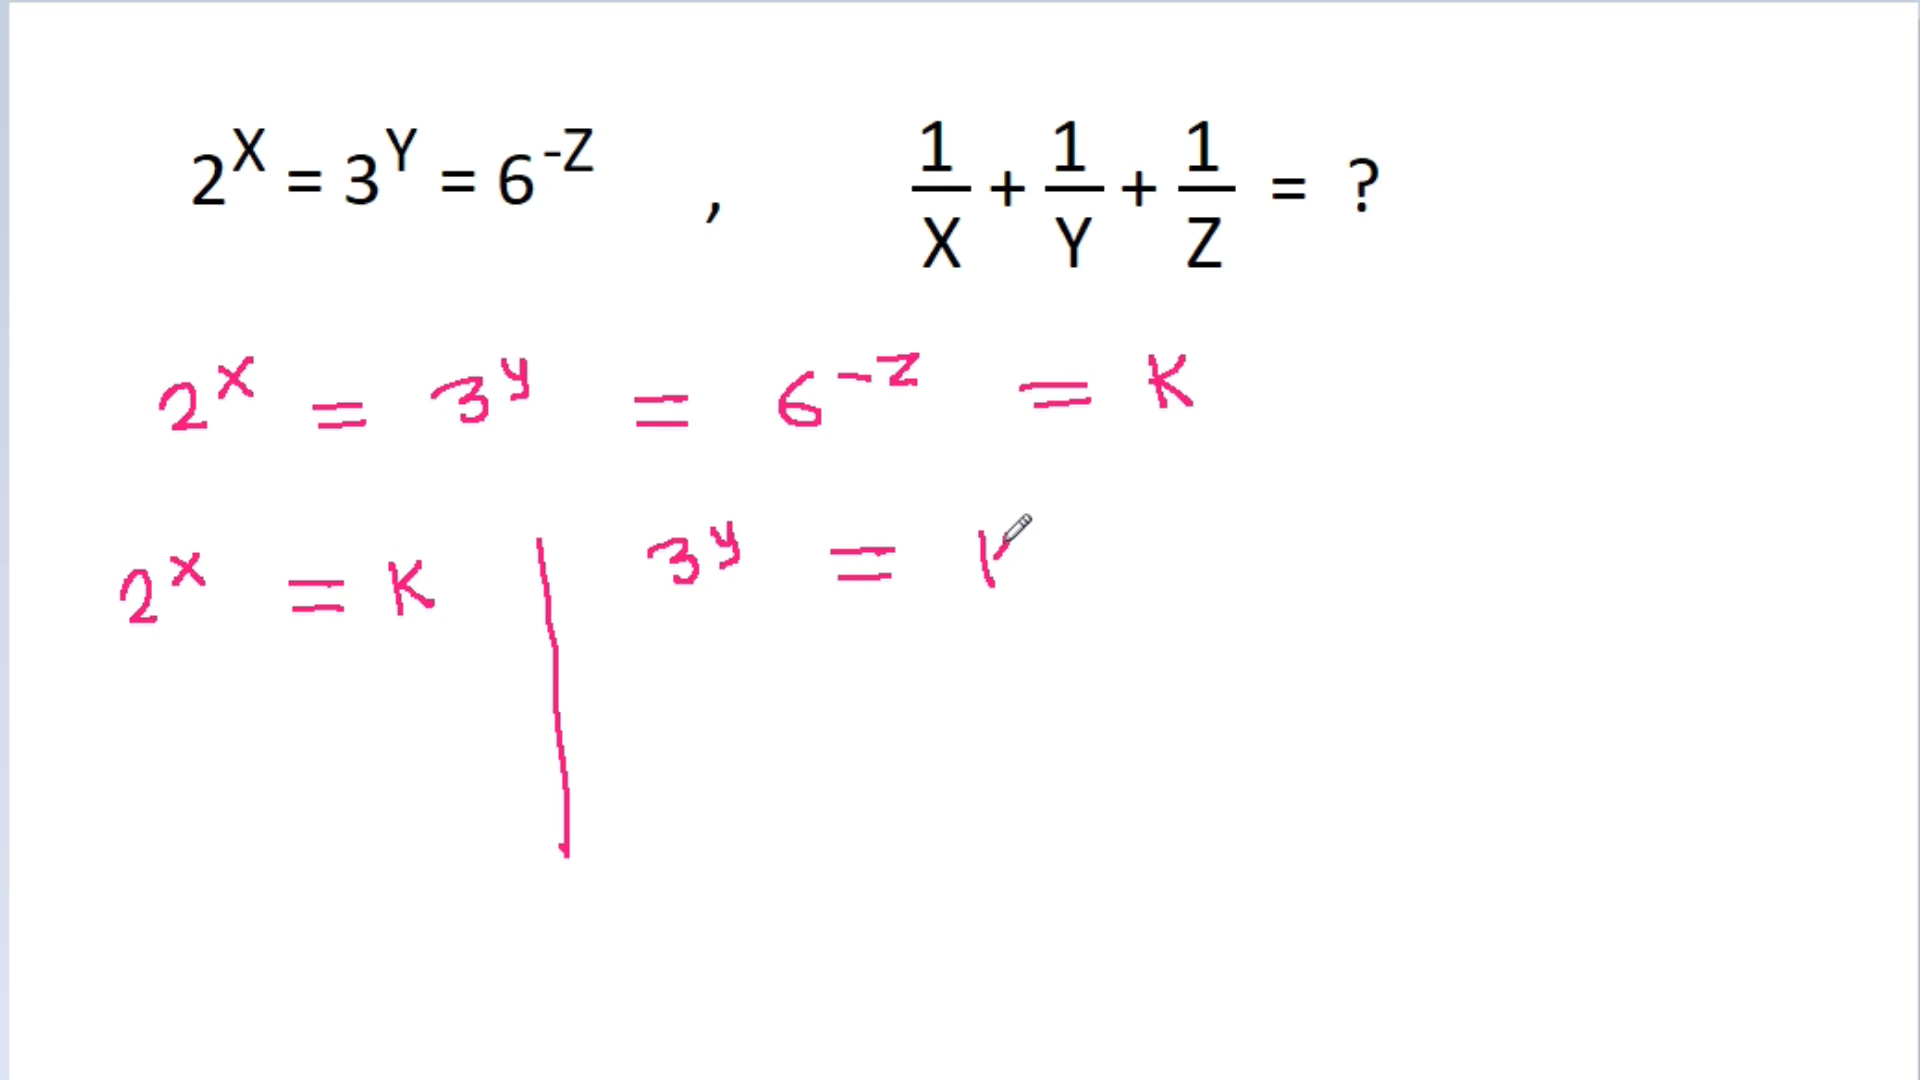 2^X = 3^Y = 6^-Z , 1/X + 1/Y + 1/Z = ?
2^x = 3^y = 6^-z = K
2^x = K | 3^y =